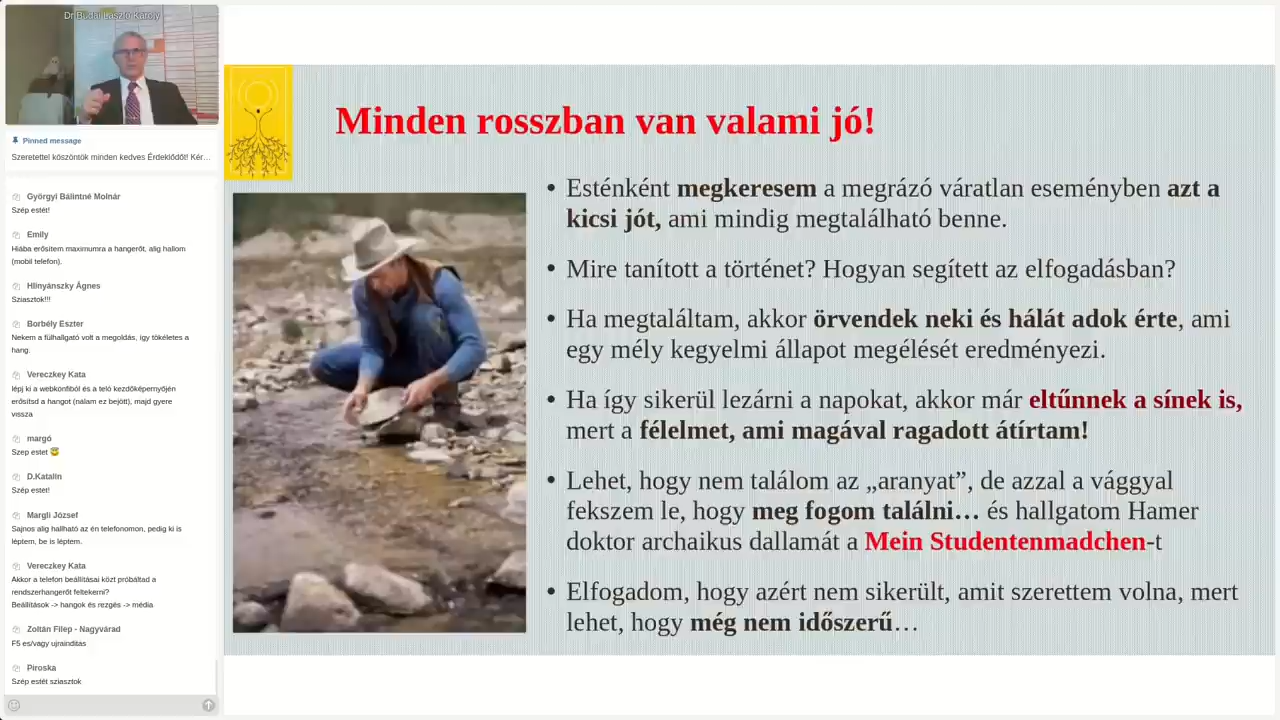 Dr Budai László Károly
Pinned message
Szeretettel köszöntök minden kedves Érdeklődőt! Kér…
Györgyi Bálintné Molnár
Szép estét!
Emily
Hiába erősítem maximumra a hangerőt, alig hallom
(mobil telefon).
Hlinyánszky Ágnes
Sziasztok!!!
Borbély Eszter
Nekem a fülhallgató volt a megoldás, így tökéletes a
hang.
Vereczkey Kata
lépj ki a webkonfiból és a teló kezdőképernyőjén
erősítsd a hangot (nálam ez bejött), majd gyere
vissza
margó
Szep estet
D.Katalin
Szép estét!
Margli József
Sajnos alig hallható az én telefonomon, pedig ki is
léptem, be is léptem.
Vereczkey Kata
Akkor a telefon beállításai közt próbáltad a
rendszerhangerőt feltekerni?
Beállítások -> hangok és rezgés -> média
Zoltán Filep - Nagyvárad
F5 es/vagy ujrainditas
Piroska
Szép estét sziasztok
Minden rosszban van valami jó!
• Esténként megkeresem a megrázó váratlan eseményben azt a
kicsi jót, ami mindig megtalálható benne.
• Mire tanított a történet? Hogyan segített az elfogadásban?
• Ha megtaláltam, akkor örvendek neki és hálát adok érte, ami
egy mély kegyelmi állapot megélését eredményezi.
• Ha így sikerül lezárni a napokat, akkor már eltűnnek a sínek is,
mert a félelmet, ami magával ragadott átírtam!
• Lehet, hogy nem találom az „aranyat”, de azzal a vággyal
fekszem le, hogy meg fogom találni… és hallgatom Hamer
doktor archaikus dallamát a Mein Studentenmadchen-t
• Elfogadom, hogy azért nem sikerült, amit szerettem volna, mert
lehet, hogy még nem időszerű…